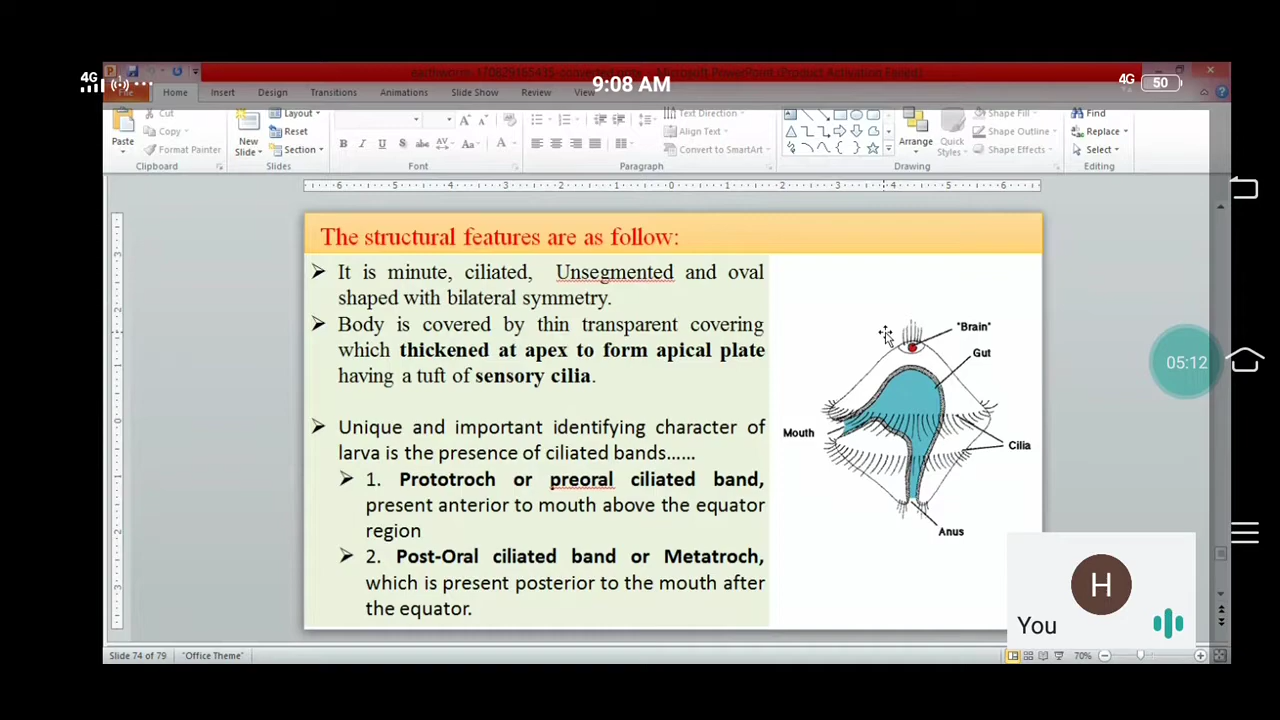 4G 9:08 AM 4G 50
Home Insert Design Transitions Animations Slide Show Review View
Cut Layout Text Direction Shape Fill Find
Paste Copy New Slide Reset Align Text Arrange Quick Styles Shape Outline Replace
Format Painter Section Convert to SmartArt Shape Effects Select
Clipboard Slides Font Paragraph Drawing Editing
The structural features are as follow:
It is minute, ciliated, Unsegmented and oval
shaped with bilateral symmetry.
Body is covered by thin transparent covering
which thickened at apex to form apical plate
having a tuft of sensory cilia.
Unique and important identifying character of
larva is the presence of ciliated bands......
1. Prototroch or preoral ciliated band,
present anterior to mouth above the equator
region
2. Post-Oral ciliated band or Metatroch,
which is present posterior to the mouth after
the equator.
"Brain"
Gut
Mouth
Cilia
Anus
05:12
H
You
Slide 74 of 79 "Office Theme" 70%